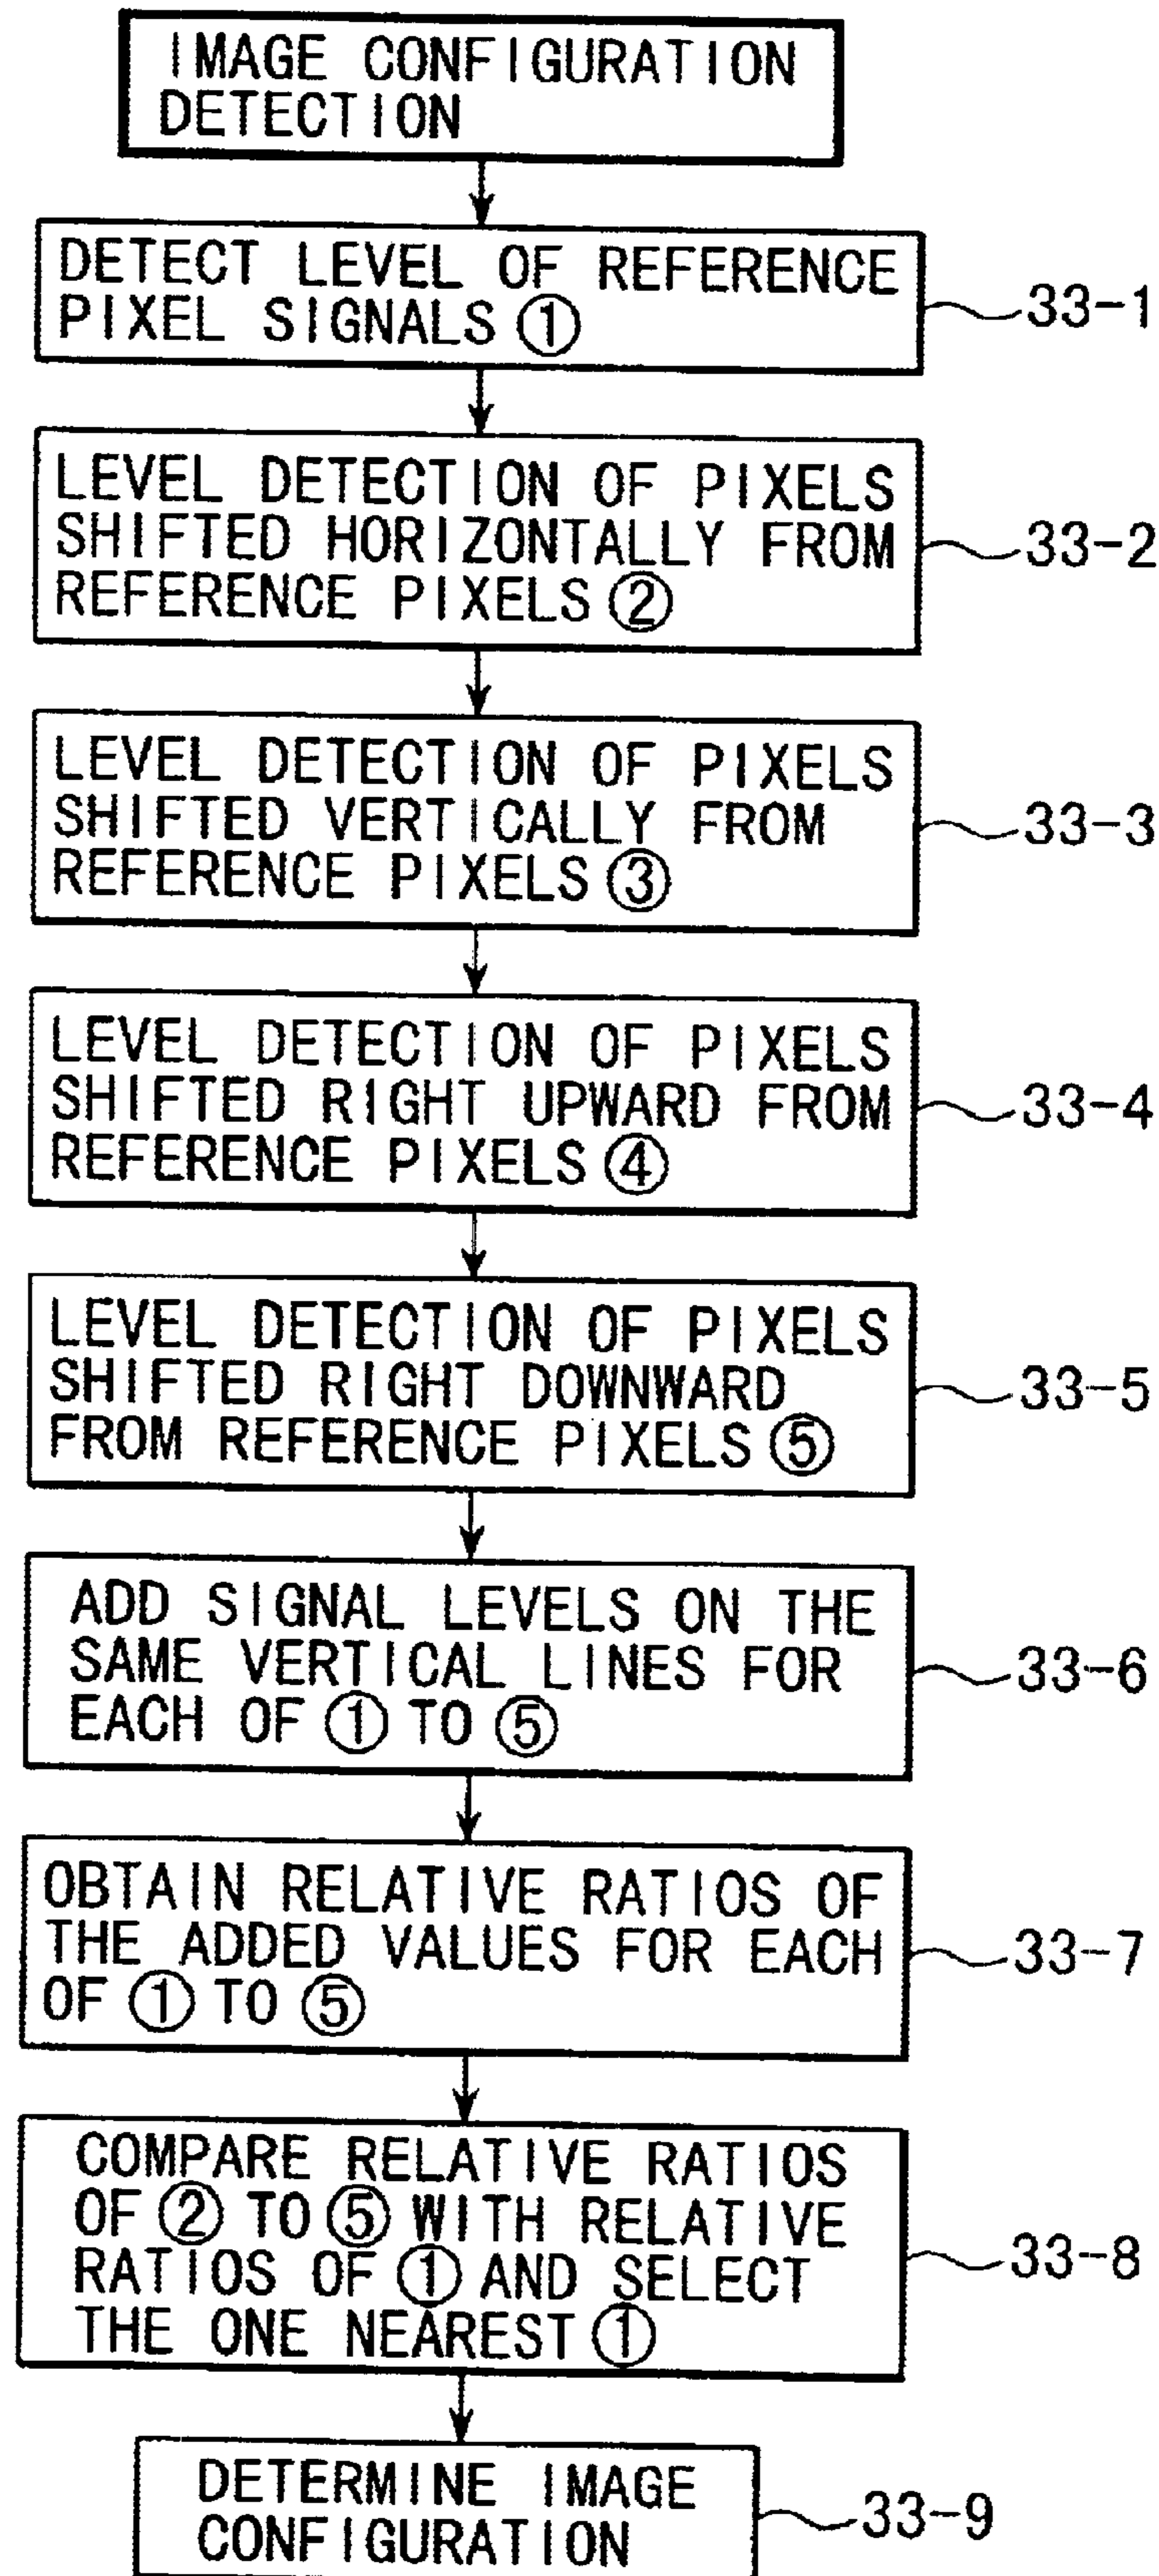 IMAGE CONFIGURATION
DETECTION
DETECT LEVEL OF REFERENCE
PIXEL SIGNALS ①
33-1
LEVEL DETECTION OF PIXELS
SHIFTED HORIZONTALLY FROM
REFERENCE PIXELS ②
33-2
LEVEL DETECTION OF PIXELS
SHIFTED VERTICALLY FROM
REFERENCE PIXELS ③
33-3
LEVEL DETECTION OF PIXELS
SHIFTED RIGHT UPWARD FROM
REFERENCE PIXELS ④
33-4
LEVEL DETECTION OF PIXELS
SHIFTED RIGHT DOWNWARD
FROM REFERENCE PIXELS ⑤
33-5
ADD SIGNAL LEVELS ON THE
SAME VERTICAL LINES FOR
EACH OF ① TO ⑤
33-6
OBTAIN RELATIVE RATIOS OF
THE ADDED VALUES FOR EACH
OF ① TO ⑤
33-7
COMPARE RELATIVE RATIOS
OF ② TO ⑤ WITH RELATIVE
RATIOS OF ① AND SELECT
THE ONE NEAREST ①
33-8
DETERMINE IMAGE
CONFIGURATION
33-9